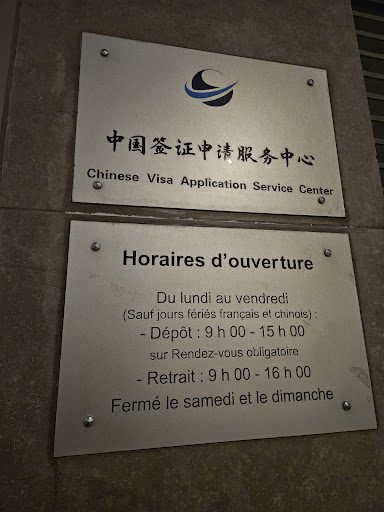 中国签证申请服务中心
Chinese Visa Application Service Center
Horaires d'ouverture
Du lundi au vendredi
(Sauf jours fériés français et chinois) :
- Dépôt : 9 h 00 - 15 h 00
sur Rendez-vous obligatoire
- Retrait : 9 h 00 - 16 h 00
Fermé le samedi et le dimanche